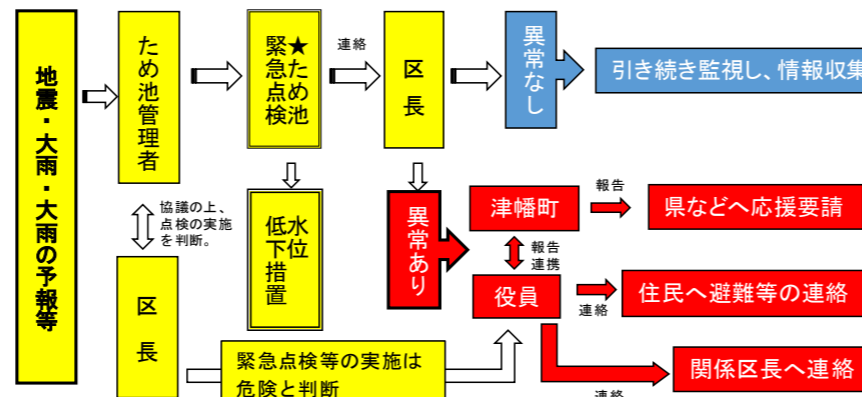 地震・大雨・大雨の予報等
ため池管理者
★ため池
緊急点検
連絡
区長
異常なし
引き続き監視し、情報収集
協議の上、
点検の実施
を判断。
区長
水位
低下措置
異常あり
津幡町
報告
県などへ応援要請
報告
連携
役員
連絡
住民へ避難等の連絡
緊急点検等の実施は
危険と判断
関係区長へ連絡
連絡